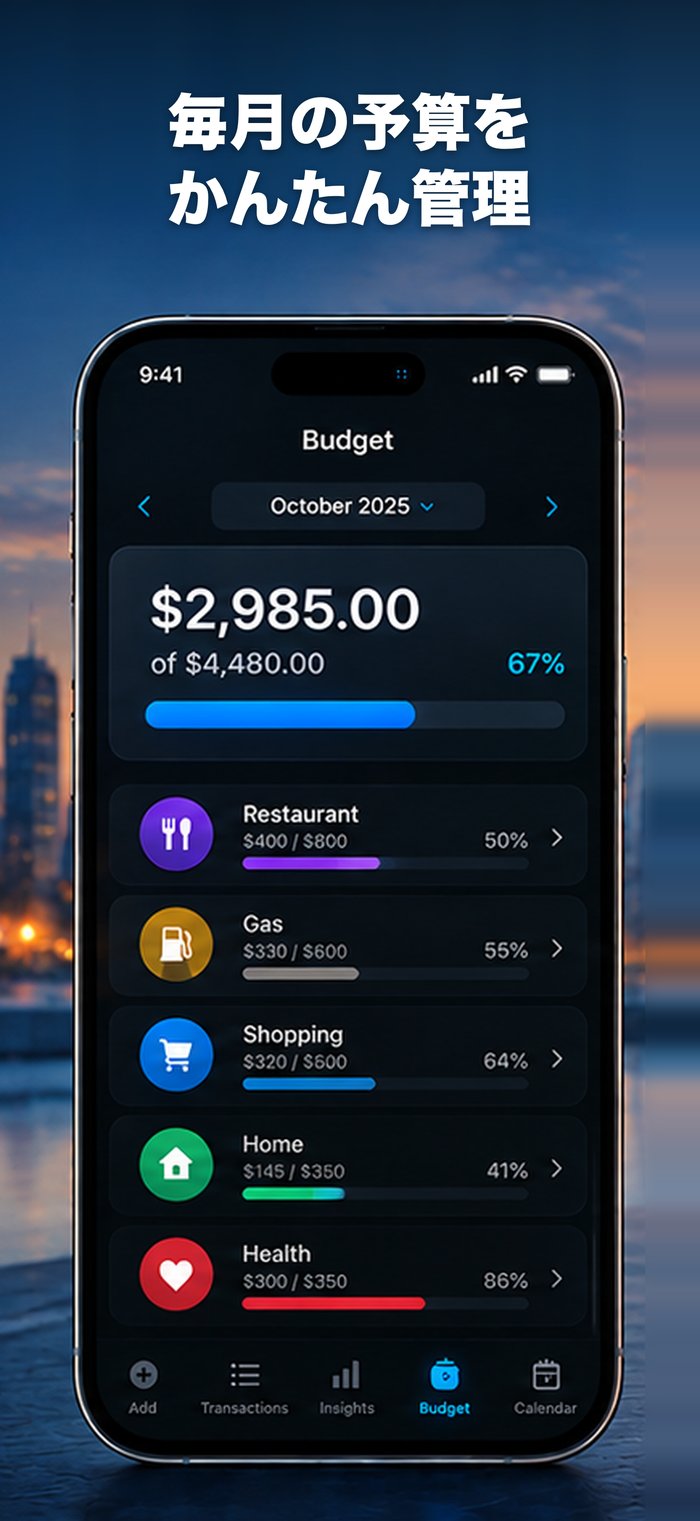 毎月の予算を
かんたん管理
9:41
Budget
October 2025
$2,985.00
of $4,480.00
67%
Restaurant
$400 / $800
50%
Gas
$330 / $600
55%
Shopping
$320 / $600
64%
Home
$145 / $350
41%
Health
$300 / $350
86%
Add
Transactions
Insights
Budget
Calendar